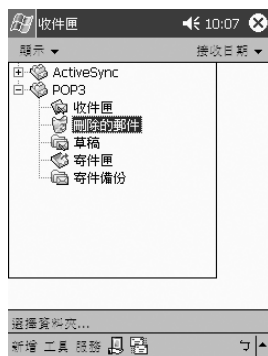 收件匣 10:07
顯示 接收日期
ActiveSync
POP3
收件匣
刪除的郵件
草稿
寄件匣
寄件備份
選擇資料夾...
新增 工具 服務 ㄅ